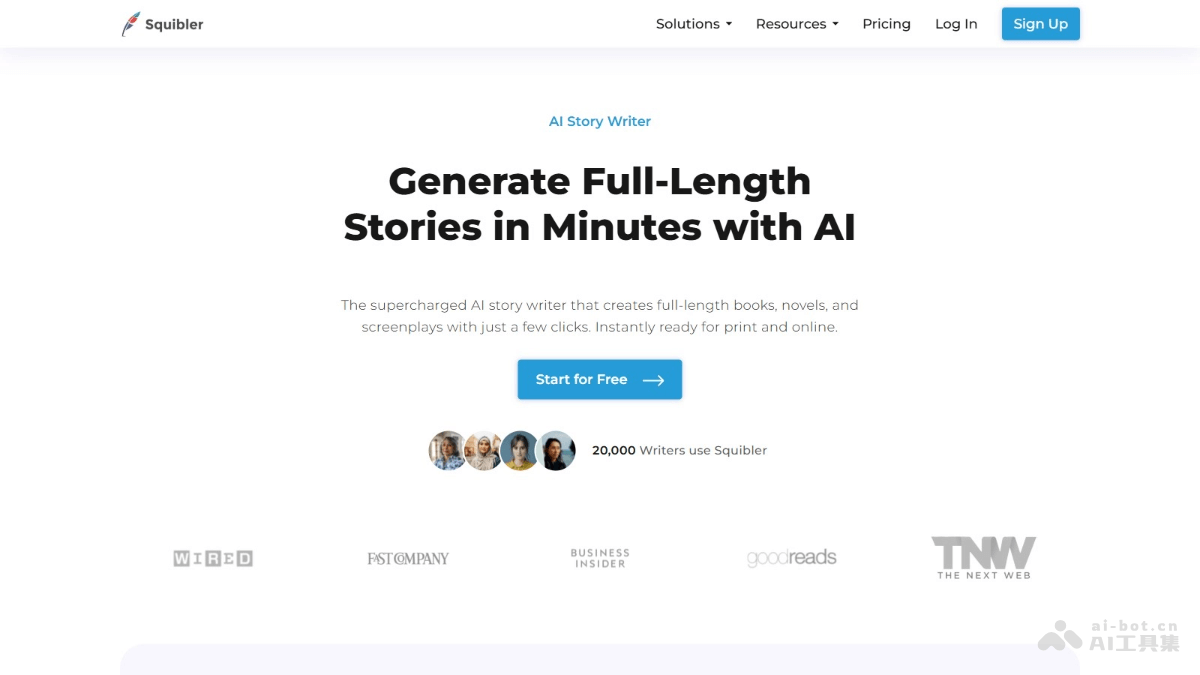 Squibler
Solutions
Resources
Pricing
Log In
Sign Up
AI Story Writer
Generate Full-Length
Stories in Minutes with AI
The supercharged AI story writer that creates full-length books, novels, and
screenplays with just a few clicks. Instantly ready for print and online.
Start for Free
20,000 Writers use Squibler
WIRED
FAST COMPANY
BUSINESS
INSIDER
goodreads
TNW
THE NEXT WEB
ai-bot.cn
AI工具集